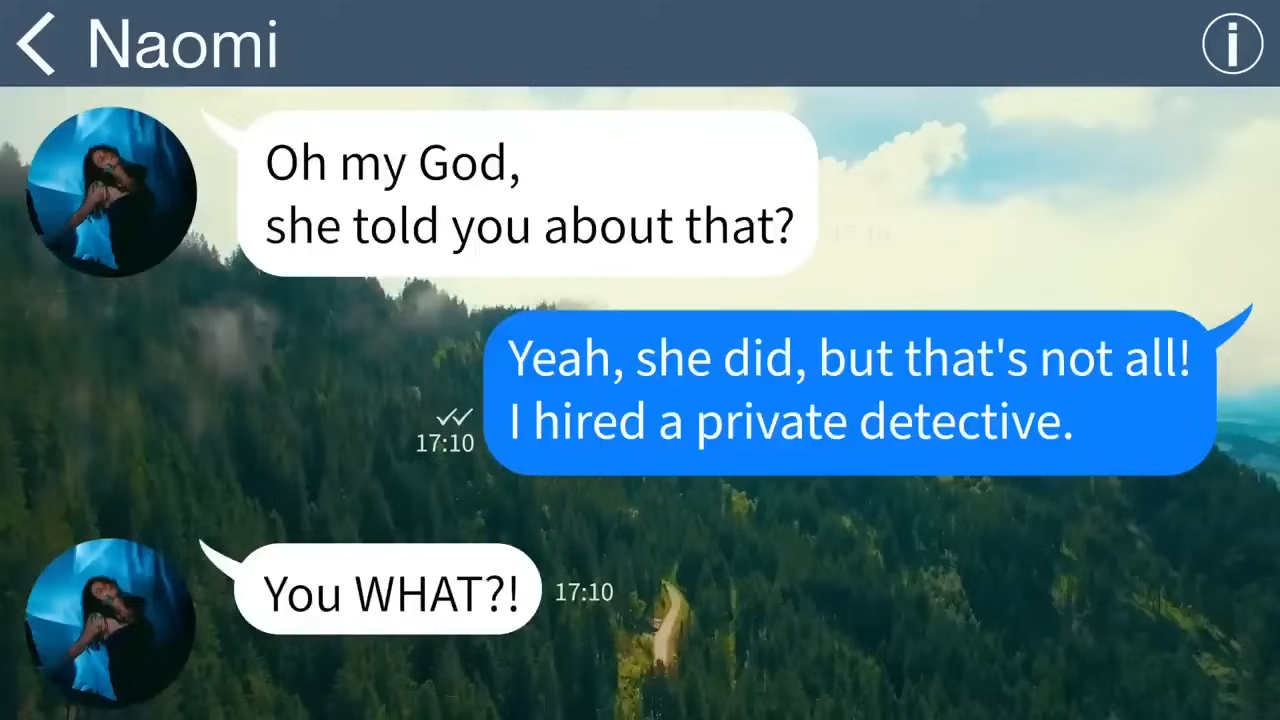 Naomi
Oh my God,
she told you about that?
Yeah, she did, but that's not all!
I hired a private detective.
17:10
You WHAT?!
17:10